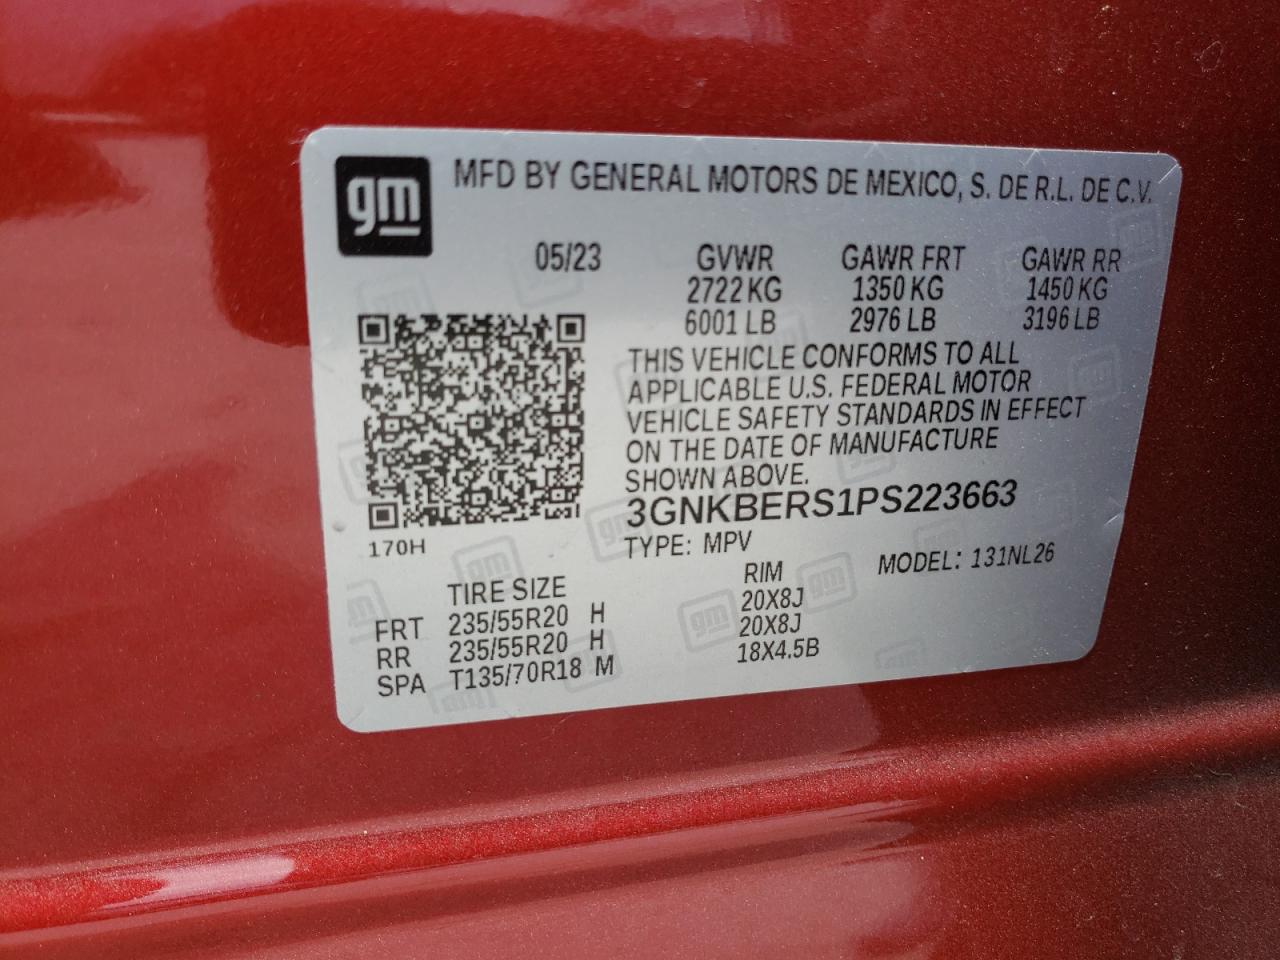 gm
MFD BY GENERAL MOTORS DE MEXICO, S. DE R.L. DE C.V.
05/23 GVWR GAWR FRT GAWR RR
2722 KG 1350 KG 1450 KG
6001 LB 2976 LB 3196 LB
THIS VEHICLE CONFORMS TO ALL
APPLICABLE U.S. FEDERAL MOTOR
VEHICLE SAFETY STANDARDS IN EFFECT
ON THE DATE OF MANUFACTURE
SHOWN ABOVE.
3GNKBERS1PS223663
170H
TYPE: MPV MODEL: 131NL26
TIRE SIZE RIM
FRT 235/55R20 H 20X8J
RR 235/55R20 H 20X8J
SPA T135/70R18 M 18X4.5B